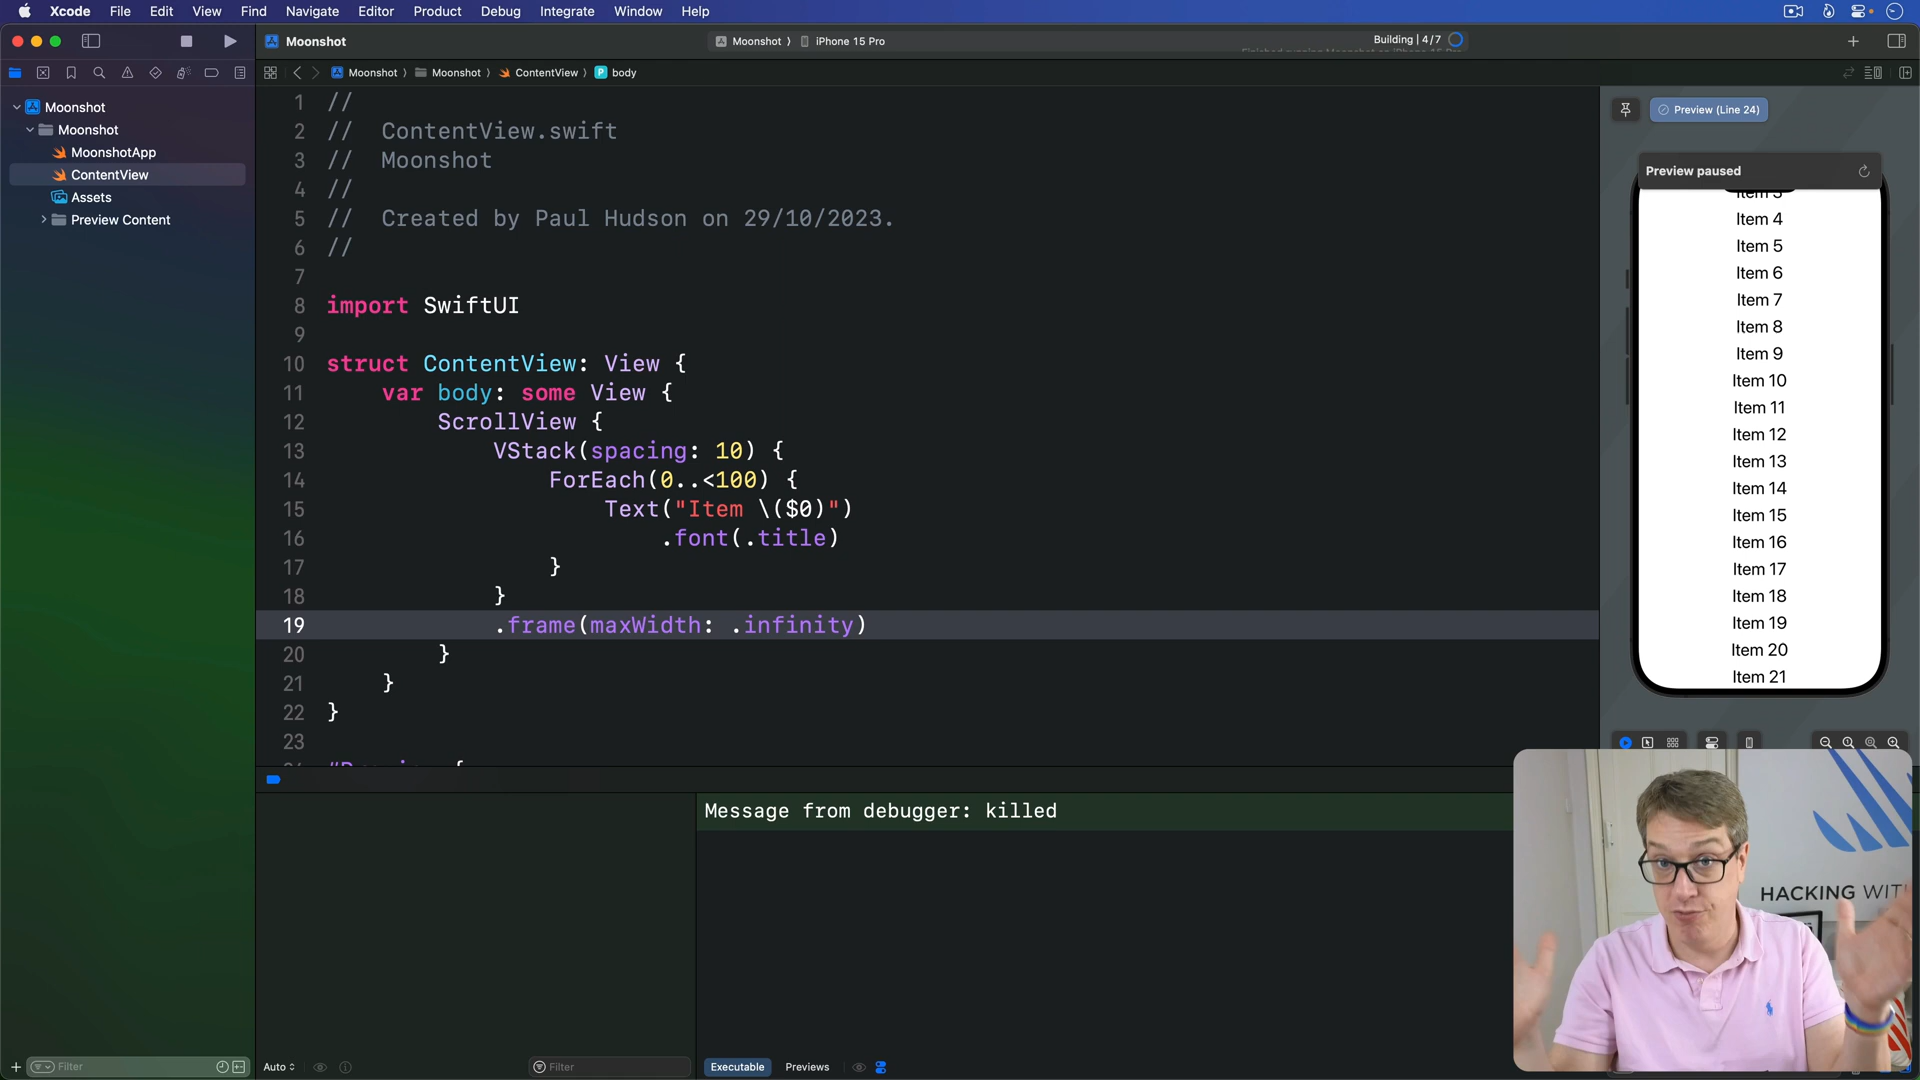 Xcode File Edit View Find Navigate Editor Product Debug Integrate Window Help
Moonshot
Moonshot 〉 iPhone 15 Pro
Building | 4/7
Moonshot 〉 Moonshot 〉 ContentView 〉 P body
Moonshot
Moonshot
MoonshotApp
ContentView
Assets
Preview Content
1 //
2 //  ContentView.swift
3 //  Moonshot
4 //
5 //  Created by Paul Hudson on 29/10/2023.
6 //
7
8 import SwiftUI
9
10 struct ContentView: View {
11     var body: some View {
12         ScrollView {
13             VStack(spacing: 10) {
14                 ForEach(0..<100) {
15                     Text("Item \($0)")
16                         .font(.title)
17                 }
18             }
19             .frame(maxWidth: .infinity)
20         }
21     }
22 }
23
Preview (Line 24)
Preview paused
Item 3
Item 4
Item 5
Item 6
Item 7
Item 8
Item 9
Item 10
Item 11
Item 12
Item 13
Item 14
Item 15
Item 16
Item 17
Item 18
Item 19
Item 20
Item 21
Message from debugger: killed
HACKING WIT
Filter
Auto
Filter
Executable Previews